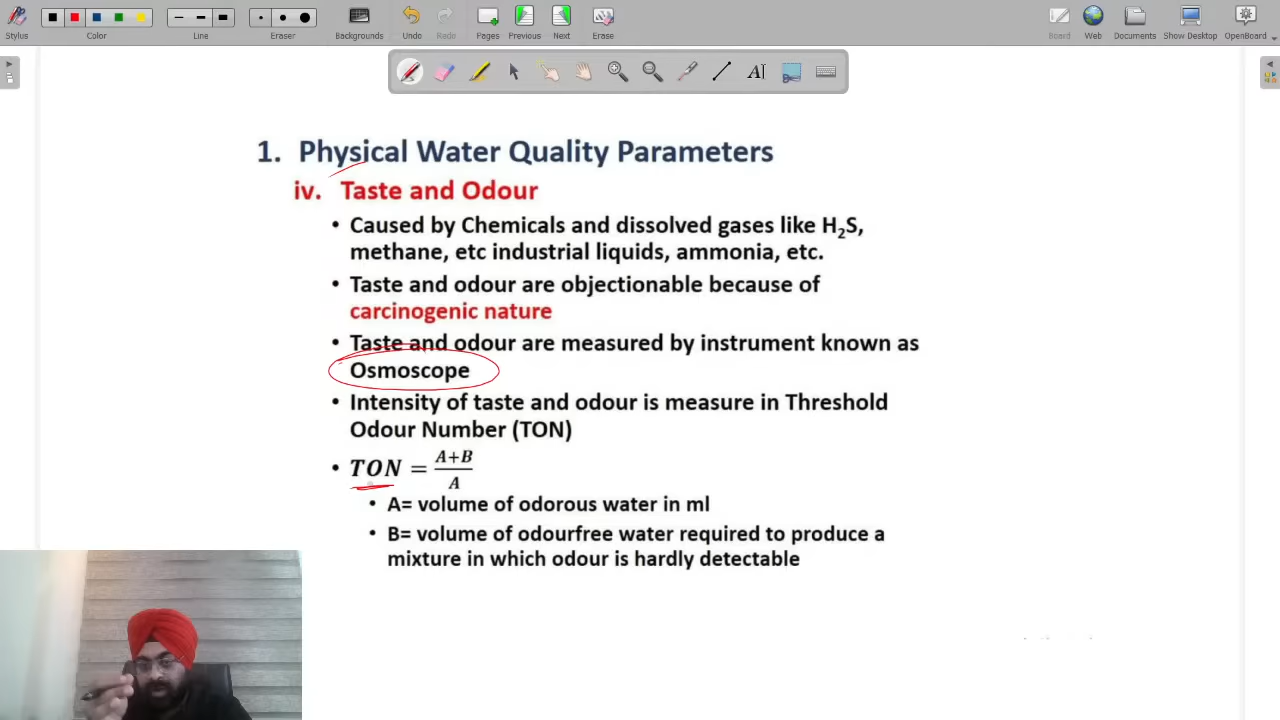 Stylus
Color
Line
Eraser
Backgrounds
Undo
Redo
Pages
Previous
Next
Erase
Board
Web
Documents
Show Desktop
OpenBoard
1. Physical Water Quality Parameters
iv. Taste and Odour
• Caused by Chemicals and dissolved gases like H₂S,
methane, etc industrial liquids, ammonia, etc.
• Taste and odour are objectionable because of
carcinogenic nature
• Taste and odour are measured by instrument known as
Osmoscope
• Intensity of taste and odour is measure in Threshold
Odour Number (TON)
• TON = (A+B)/A
• A= volume of odorous water in ml
• B= volume of odourfree water required to produce a
mixture in which odour is hardly detectable